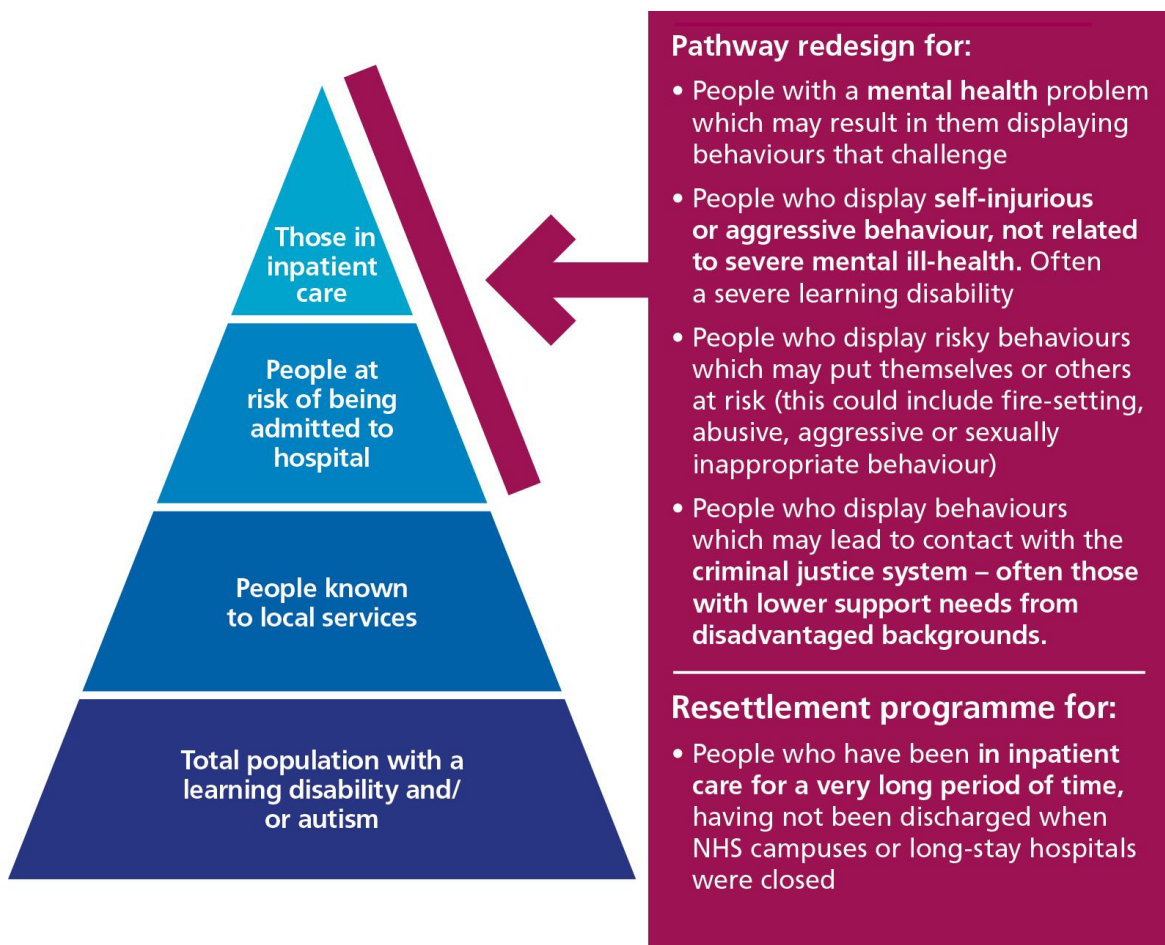 Those in
inpatient
care
People at
risk of being
admitted to
hospital
People known
to local services
Total population with a
learning disability and/
or autism
Pathway redesign for:
• People with a mental health problem
which may result in them displaying
behaviours that challenge
• People who display self-injurious
or aggressive behaviour, not related
to severe mental ill-health. Often
a severe learning disability
• People who display risky behaviours
which may put themselves or others
at risk (this could include fire-setting,
abusive, aggressive or sexually
inappropriate behaviour)
• People who display behaviours
which may lead to contact with the
criminal justice system – often those
with lower support needs from
disadvantaged backgrounds.
Resettlement programme for:
• People who have been in inpatient
care for a very long period of time,
having not been discharged when
NHS campuses or long-stay hospitals
were closed